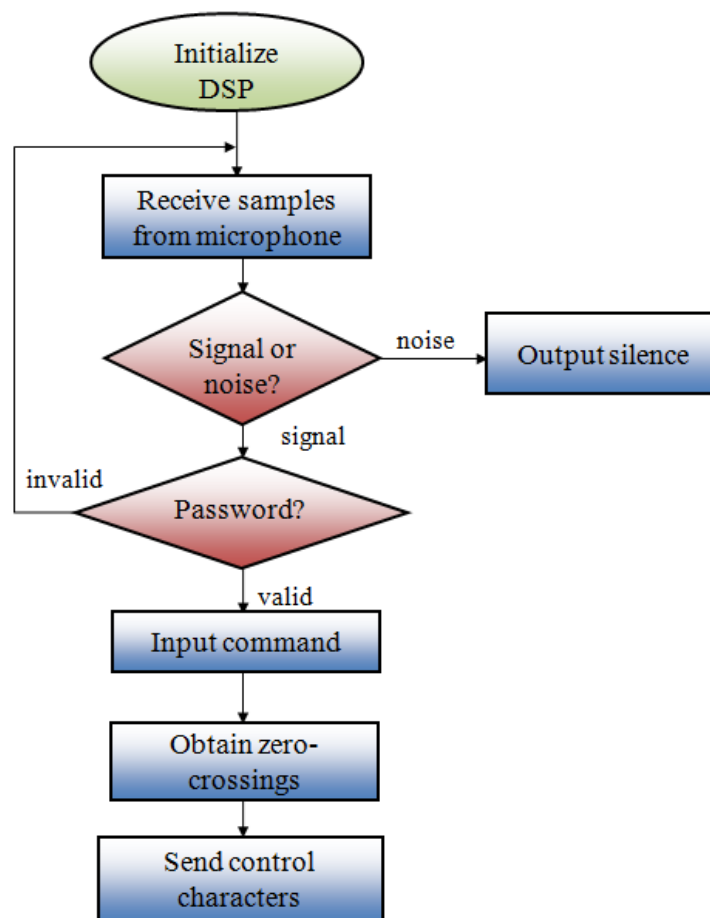 Initialize
DSP
Receive samples
from microphone
Signal or
noise?
noise
Output silence
signal
invalid
Password?
valid
Input command
Obtain zero-
crossings
Send control
characters